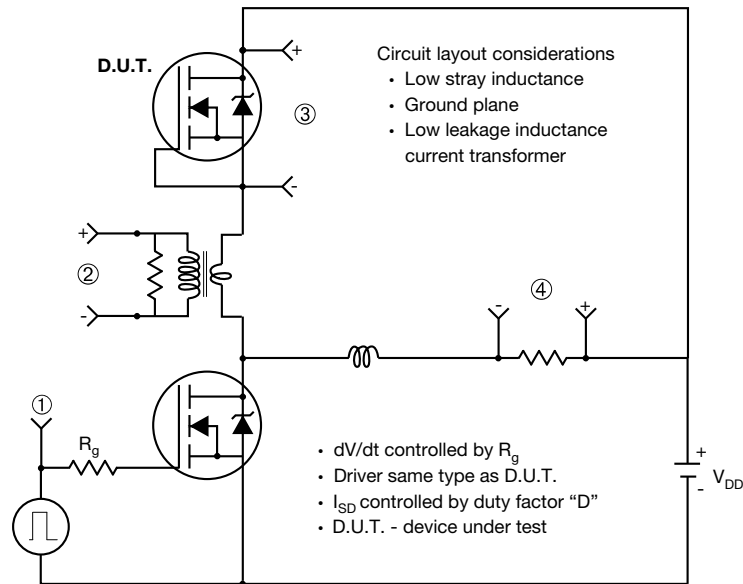 D.U.T.
+
Circuit layout considerations
• Low stray inductance
• Ground plane
③
• Low leakage inductance
current transformer
-
+
②
-
④
-
+
①
Rg
• dV/dt controlled by Rg
• Driver same type as D.U.T.
• ISD controlled by duty factor “D”
• D.U.T. - device under test
+
-
VDD